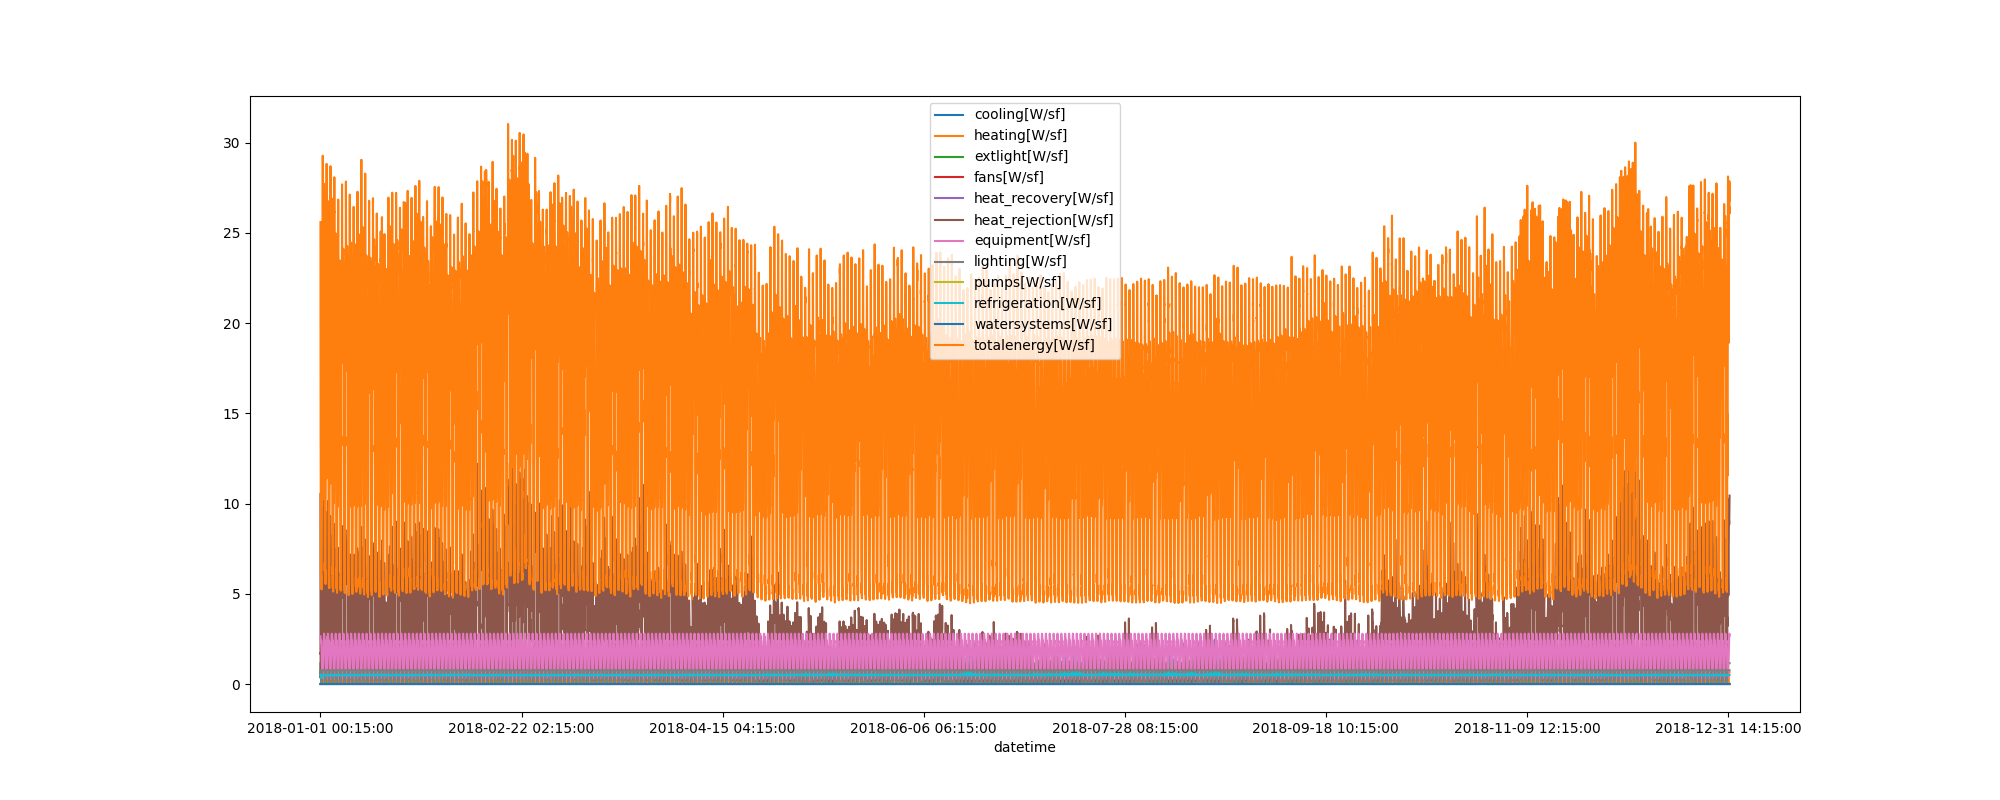 cooling[W/sf]
heating[W/sf]
extlight[W/sf]
fans[W/sf]
heat_recovery[W/sf]
heat_rejection[W/sf]
equipment[W/sf]
lighting[W/sf]
pumps[W/sf]
refrigeration[W/sf]
watersystems[W/sf]
totalenergy[W/sf]
30
25
20
15
10
5
0
2018-01-01 00:15:00 2018-02-22 02:15:00 2018-04-15 04:15:00 2018-06-06 06:15:00 2018-07-28 08:15:00 2018-09-18 10:15:00 2018-11-09 12:15:00 2018-12-31 14:15:00
datetime